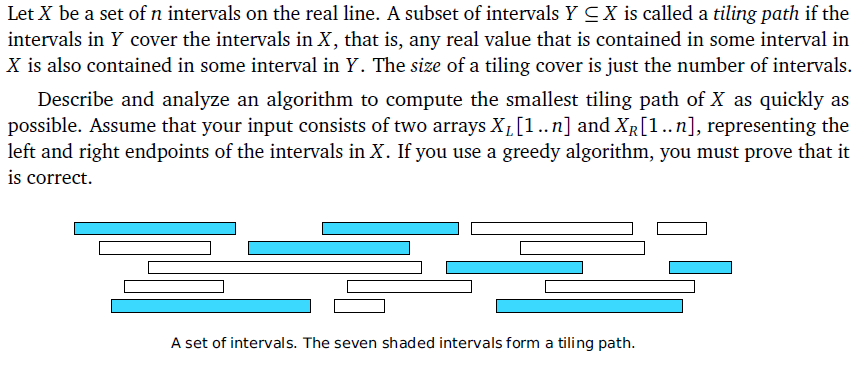 Let X be a set of n intervals on the real line. A subset of intervals Y ⊆ X is called a tiling path if the
intervals in Y cover the intervals in X, that is, any real value that is contained in some interval in
X is also contained in some interval in Y. The size of a tiling cover is just the number of intervals.
Describe and analyze an algorithm to compute the smallest tiling path of X as quickly as
possible. Assume that your input consists of two arrays X_L[1..n] and X_R[1..n], representing the
left and right endpoints of the intervals in X. If you use a greedy algorithm, you must prove that it
is correct.
A set of intervals. The seven shaded intervals form a tiling path.